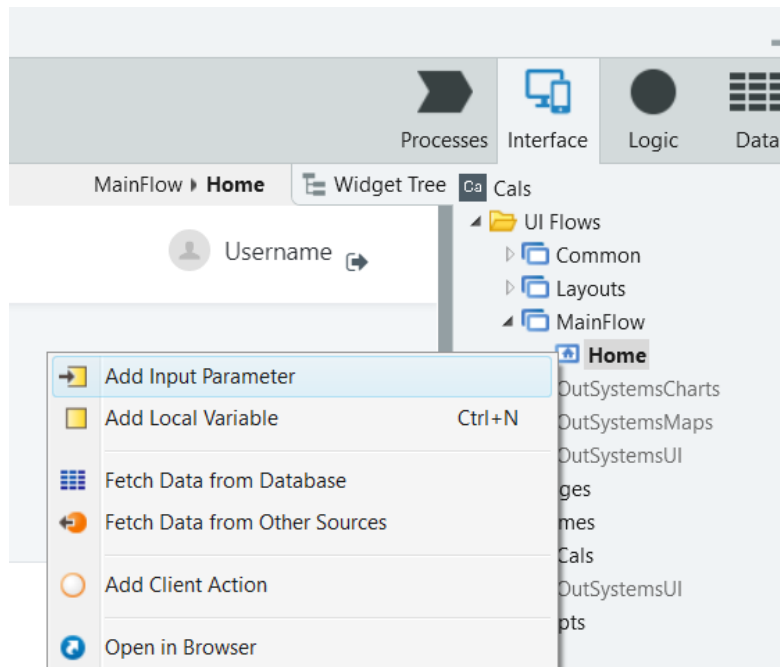 Processes Interface Logic Data
MainFlow Home Widget Tree Ca Cals
UI Flows
Username
Common
Layouts
MainFlow
Home
Add Input Parameter
OutSystemsCharts
Add Local Variable Ctrl+N
OutSystemsMaps
OutSystemsUI
Fetch Data from Database
ges
Fetch Data from Other Sources
mes
Cals
Add Client Action
OutSystemsUI
pts
Open in Browser